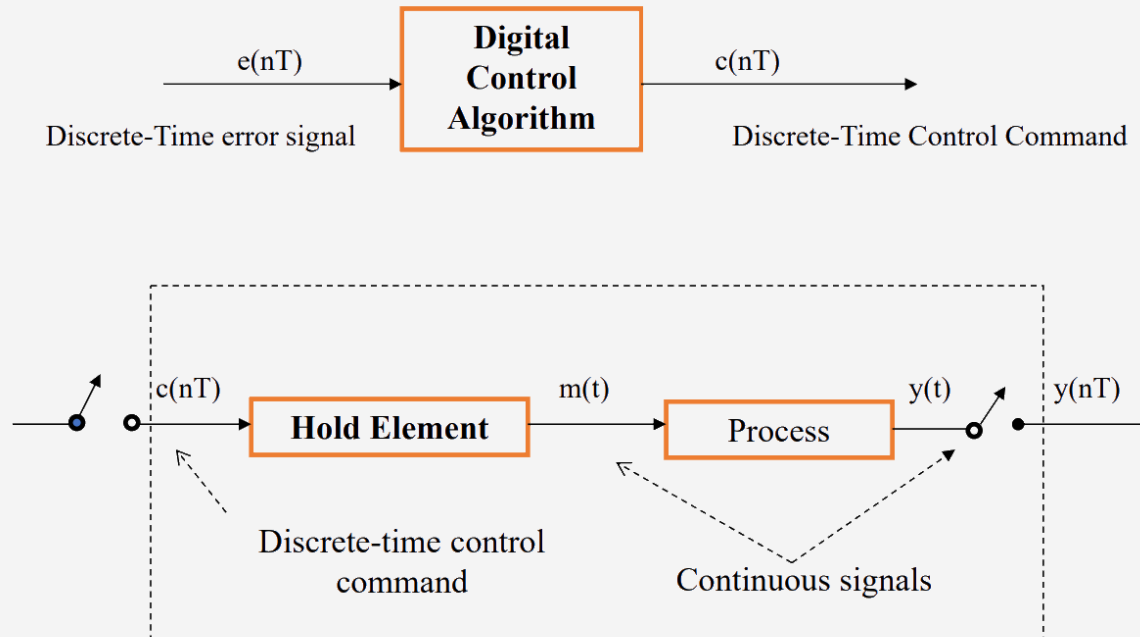 Digital
Control
Algorithm
e(nT)
c(nT)
Discrete-Time error signal
Discrete-Time Control Command
c(nT)
Hold Element
m(t)
Process
y(t)
y(nT)
Discrete-time control
command
Continuous signals